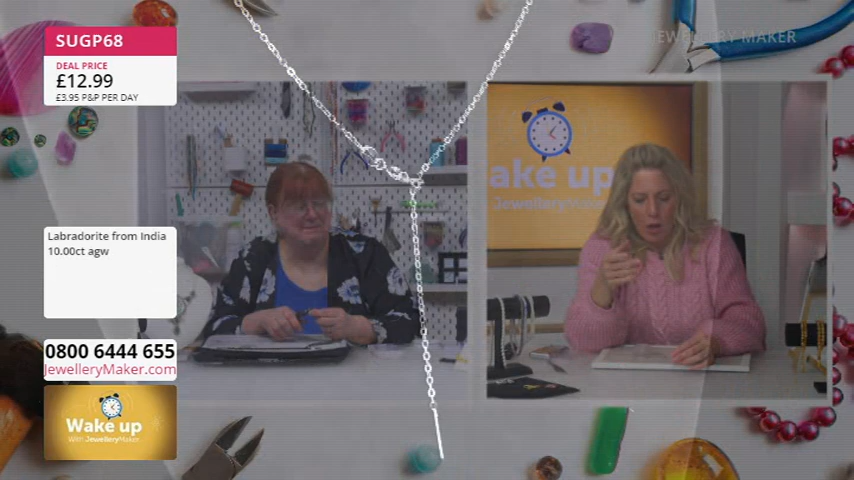 SUGP68
DEAL PRICE
£12.99
£3.95 P&P PER DAY
JEWELLERY MAKER
ake up
JewelleryMaker
Labradorite from India
10.00ct agw
0800 6444 655
JewelleryMaker.com
Wake up
With JewelleryMaker